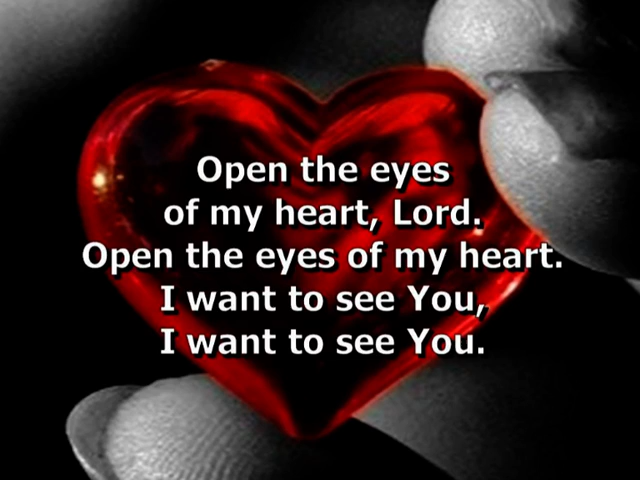 Open the eyes
of my heart, Lord.
Open the eyes of my heart.
I want to see You,
I want to see You.